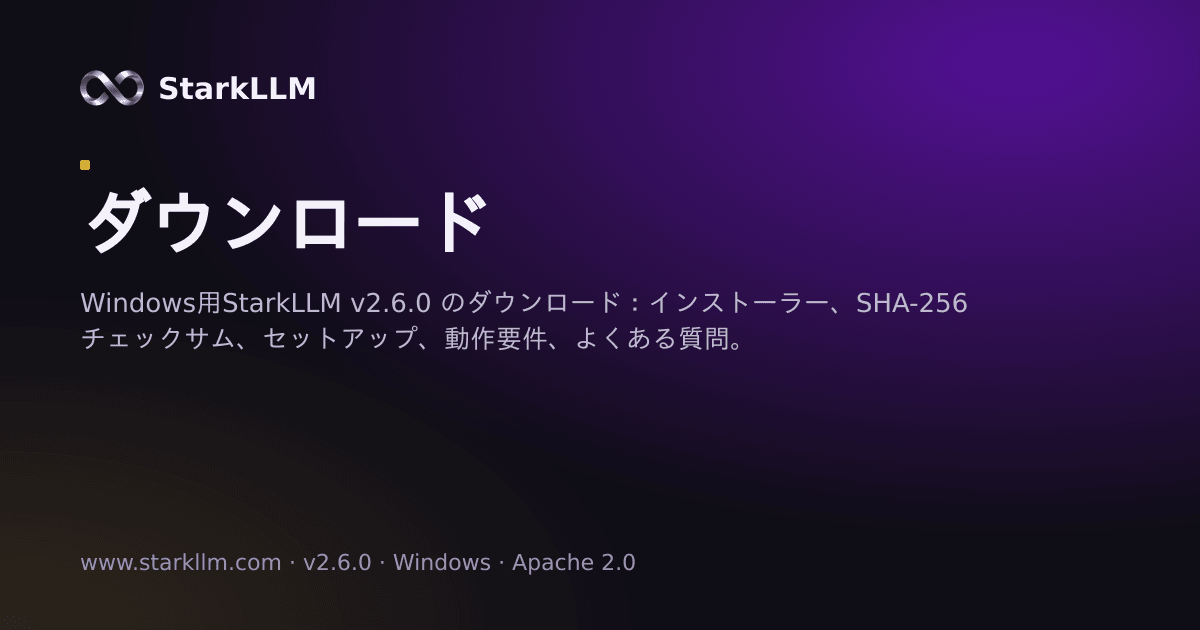 StarkLLM
ダウンロード
Windows用StarkLLM v2.6.0 のダウンロード：インストーラー、SHA-256
チェックサム、セットアップ、動作要件、よくある質問。
www.starkllm.com · v2.6.0 · Windows · Apache 2.0